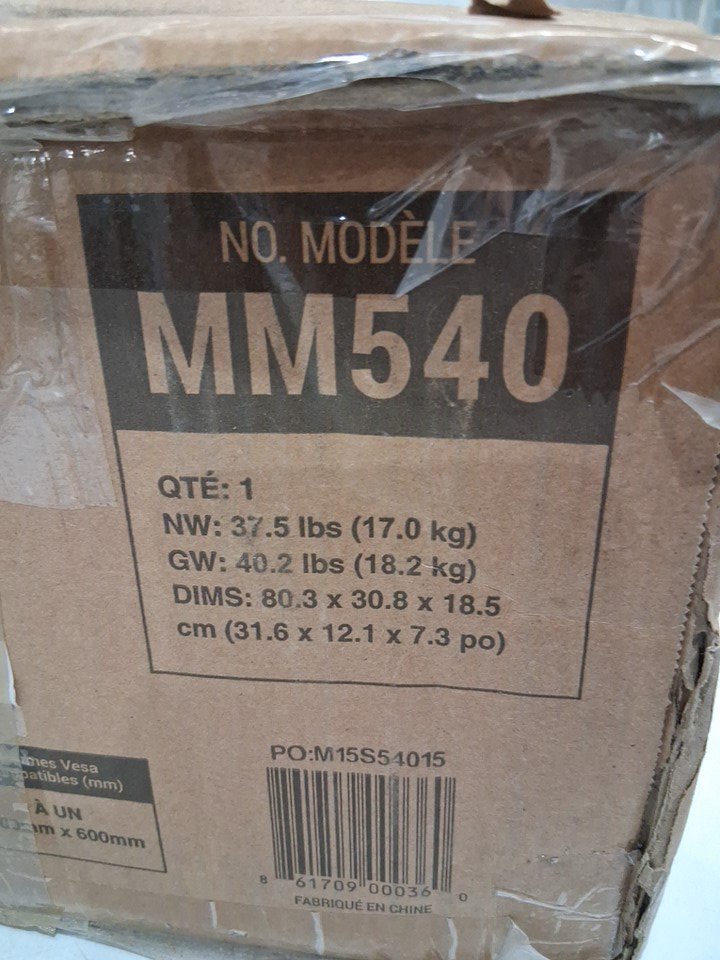 NO. MODÈLE
MM540
QTÉ: 1
NW: 37.5 lbs (17.0 kg)
GW: 40.2 lbs (18.2 kg)
DIMS: 80.3 x 30.8 x 18.5
cm (31.6 x 12.1 x 7.3 po)
Vesa
(mm)
À UN
x 600mm
PO:M15S54015
8 61709 00036 0
FABRIQUÉ EN CHINE